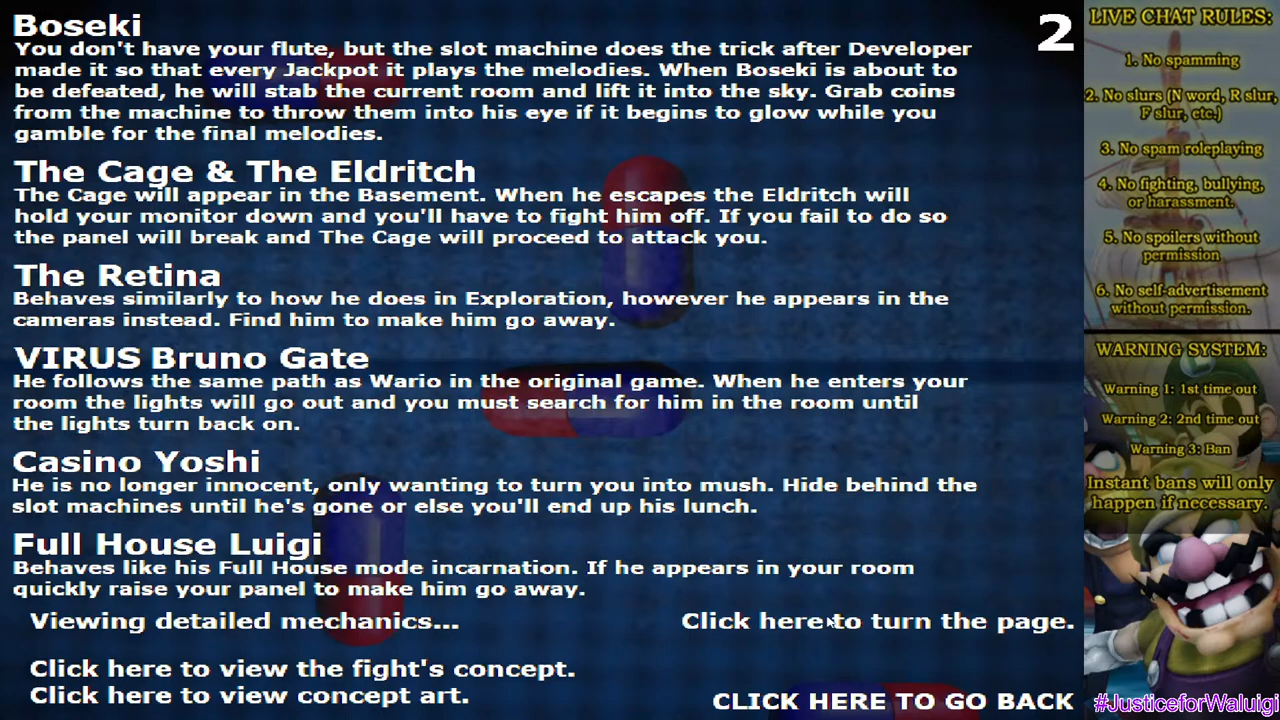 Boseki
2
You don't have your flute, but the slot machine does the trick after Developer
made it so that every Jackpot it plays the melodies. When Boseki is about to
be defeated, he will stab the current room and lift it into the sky. Grab coins
from the machine to throw them into his eye if it begins to glow while you
gamble for the final melodies.
The Cage & The Eldritch
The Cage will appear in the Basement. When he escapes the Eldritch will
hold your monitor down and you'll have to fight him off. If you fail to do so
the panel will break and The Cage will proceed to attack you.
The Retina
Behaves similarly to how he does in Exploration, however he appears in the
cameras instead. Find him to make him go away.
VIRUS Bruno Gate
He follows the same path as Wario in the original game. When he enters your
room the lights will go out and you must search for him in the room until
the lights turn back on.
Casino Yoshi
He is no longer innocent, only wanting to turn you into mush. Hide behind the
slot machines until he's gone or else you'll end up his lunch.
Full House Luigi
Behaves like his Full House mode incarnation. If he appears in your room
quickly raise your panel to make him go away.
Viewing detailed mechanics...
Click here to turn the page.
Click here to view the fight's concept.
Click here to view concept art.
CLICK HERE TO GO BACK
LIVE CHAT RULES:
1. No spamming
2. No slurs (N word, R slur,
F slur, etc.)
3. No spam roleplaying
4. No fighting, bullying,
or harassment.
5. No spoilers without
permission
6. No self-advertisement
without permission.
WARNING SYSTEM:
Warning 1: 1st time out
Warning 2: 2nd time out
Warning 3: Ban
Instant bans will only
happen if necessary.
#JusticeforWaluigi